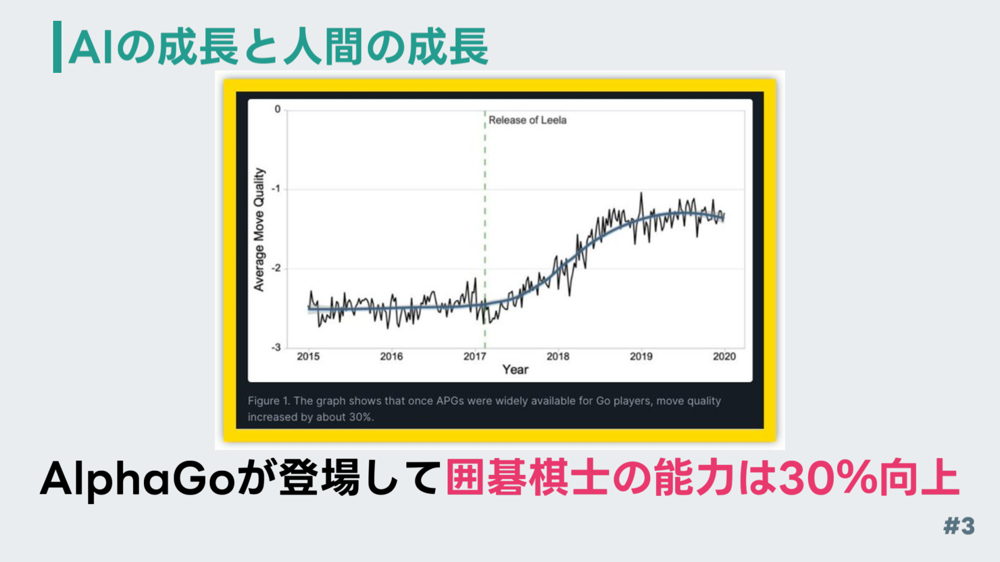 AIの成長と人間の成長
0
Release of Leela
-1
Average Move Quality
-2
-3
2015 2016 2017 2018 2019 2020
Year
Figure 1. The graph shows that once APGs were widely available for Go players, move quality
increased by about 30%.
AlphaGoが登場して囲碁棋士の能力は30%向上
#3